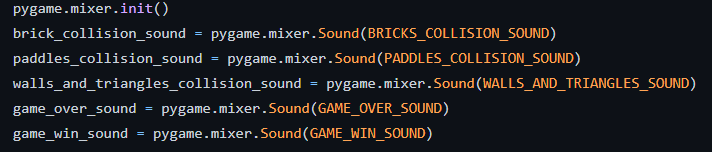 pygame.mixer.init()
brick_collision_sound = pygame.mixer.Sound(BRICKS_COLLISION_SOUND)
paddles_collision_sound = pygame.mixer.Sound(PADDLES_COLLISION_SOUND)
walls_and_triangles_collision_sound = pygame.mixer.Sound(WALLS_AND_TRIANGLES_SOUND)
game_over_sound = pygame.mixer.Sound(GAME_OVER_SOUND)
game_win_sound = pygame.mixer.Sound(GAME_WIN_SOUND)